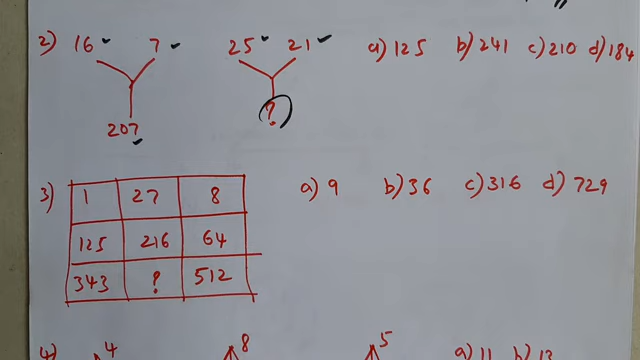 2) 16 7 25 21 a) 125 b) 241 c) 210 d) 184
207 ?
3) 1 27 8 a) 9 b) 36 c) 316 d) 729
125 216 64
343 ? 512
4) 4 8 5 a) 11 b) 13